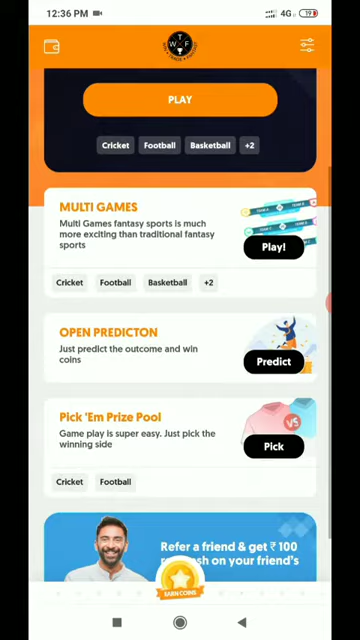 12:36 PM
4G
19
T
W X F
PLAY
Cricket
Football
Basketball
+2
MULTI GAMES
Multi Games fantasy sports is much
more exciting than traditional fantasy
sports
Play!
Cricket
Football
Basketball
+2
OPEN PREDICTON
Just predict the outcome and win
coins
Predict
Pick 'Em Prize Pool
Game play is super easy. Just pick the
winning side
VS
Pick
Cricket
Football
Refer a friend & get ₹ 100
on your friend's
EARN COINS